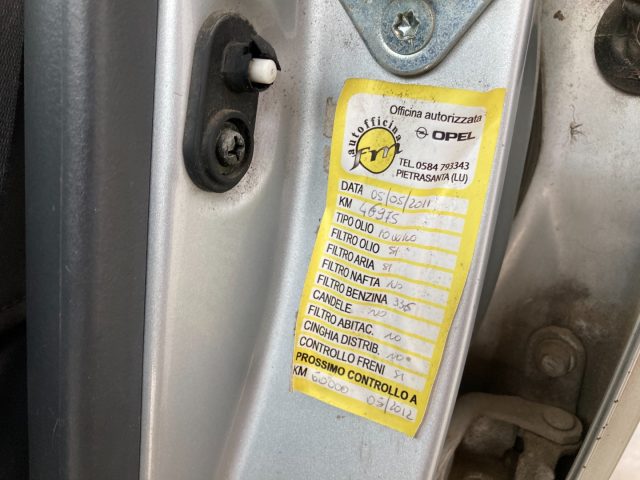 Officina autorizzata
autofficina
OPEL
TEL. 0584 793343
PIETRASANTA (LU)
DATA 05/05/2011
KM 46975
TIPO OLIO 10W40
FILTRO OLIO SI
FILTRO ARIA SI
FILTRO NAFTA NO
FILTRO BENZINA
CANDELE NO
FILTRO ABITAC. NO
CINGHIA DISTRIB. NO
CONTROLLO FRENI SI
PROSSIMO CONTROLLO A
KM 60000 05/2012